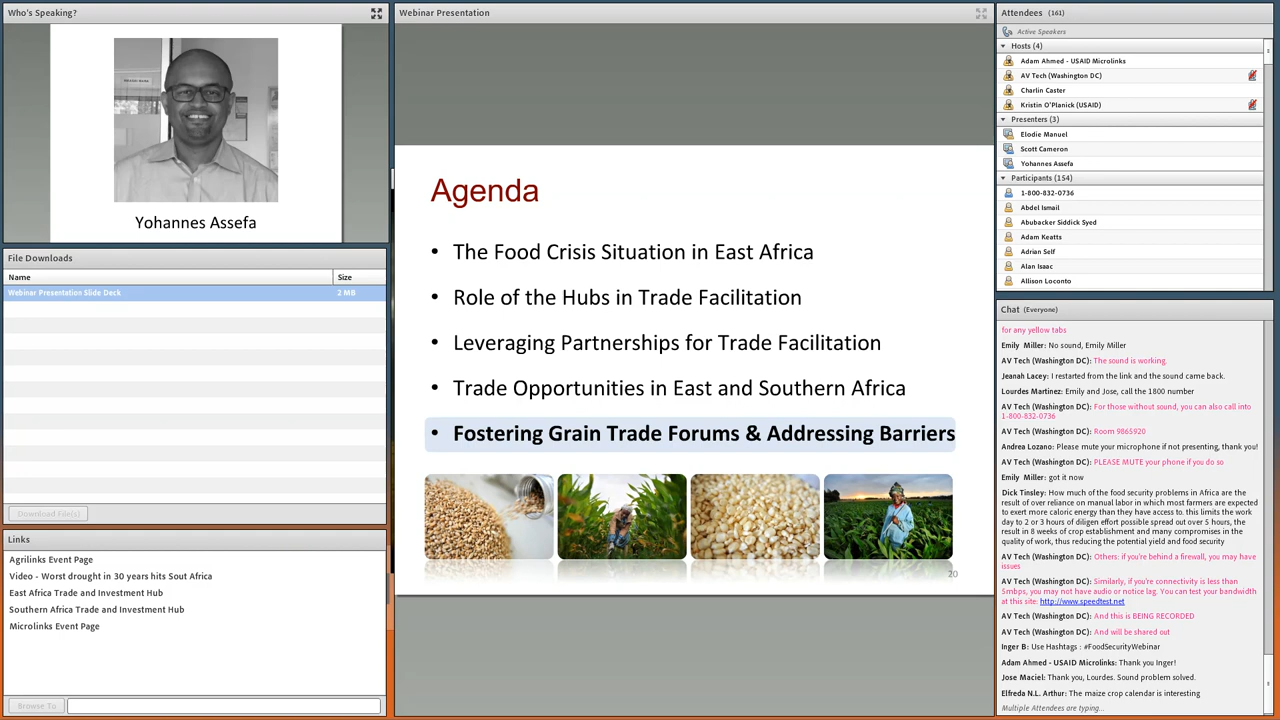 Who's Speaking?
Yohannes Assefa
File Downloads
Name Size
Webinar Presentation Slide Deck 2 MB
Download File(s)
Links
Agrilinks Event Page
Video - Worst drought in 30 years hits Sout Africa
East Africa Trade and Investment Hub
Southern Africa Trade and Investment Hub
Microlinks Event Page
Browse To
Webinar Presentation
Agenda
• The Food Crisis Situation in East Africa
• Role of the Hubs in Trade Facilitation
• Leveraging Partnerships for Trade Facilitation
• Trade Opportunities in East and Southern Africa
• Fostering Grain Trade Forums & Addressing Barriers
20
Attendees (161)
Active Speakers
Hosts (4)
Adam Ahmed - USAID Microlinks
AV Tech (Washington DC)
Charlin Caster
Kristin O'Planick (USAID)
Presenters (3)
Elodie Manuel
Scott Cameron
Yohannes Assefa
Participants (154)
1-800-832-0736
Abdel Ismail
Abubacker Siddick Syed
Adam Keatts
Adrian Self
Alan Isaac
Allison Loconto
Chat (Everyone)
for any yellow tabs
Emily Miller: No sound, Emily Miller
AV Tech (Washington DC): The sound is working.
Jeanah Lacey: I restarted from the link and the sound came back.
Lourdes Martinez: Emily and Jose, call the 1800 number
AV Tech (Washington DC): For those without sound, you can also call into
1-800-832-0736
AV Tech (Washington DC): Room 9865920
Andrea Lozano: Please mute your microphone if not presenting, thank you!
AV Tech (Washington DC): PLEASE MUTE your phone if you do so
Emily Miller: got it now
Dick Tinsley: How much of the food security problems in Africa are the
result of over reliance on manual labor in which most farmers are expected
to exert more caloric energy than they have access to. this limits the work
day to 2 or 3 hours of diligen effort possible spread out over 5 hours, the
result in 8 weeks of crop establishment and many compromises in the
quality of work, thus reducing the potential yield and food security
AV Tech (Washington DC): Others: if you're behind a firewall, you may have
issues
AV Tech (Washington DC): Similarly, if you're connectivity is less than
5mbps, you may not have audio or notice lag. You can test your bandwidth
at this site: http://www.speedtest.net
AV Tech (Washington DC): And this is BEING RECORDED
AV Tech (Washington DC): And will be shared out
Inger B: Use Hashtags : #FoodSecurityWebinar
Adam Ahmed - USAID Microlinks: Thank you Inger!
Jose Maciel: Thank you, Lourdes. Sound problem solved.
Elfreda N.L. Arthur: The maize crop calendar is interesting
Multiple Attendees are typing...